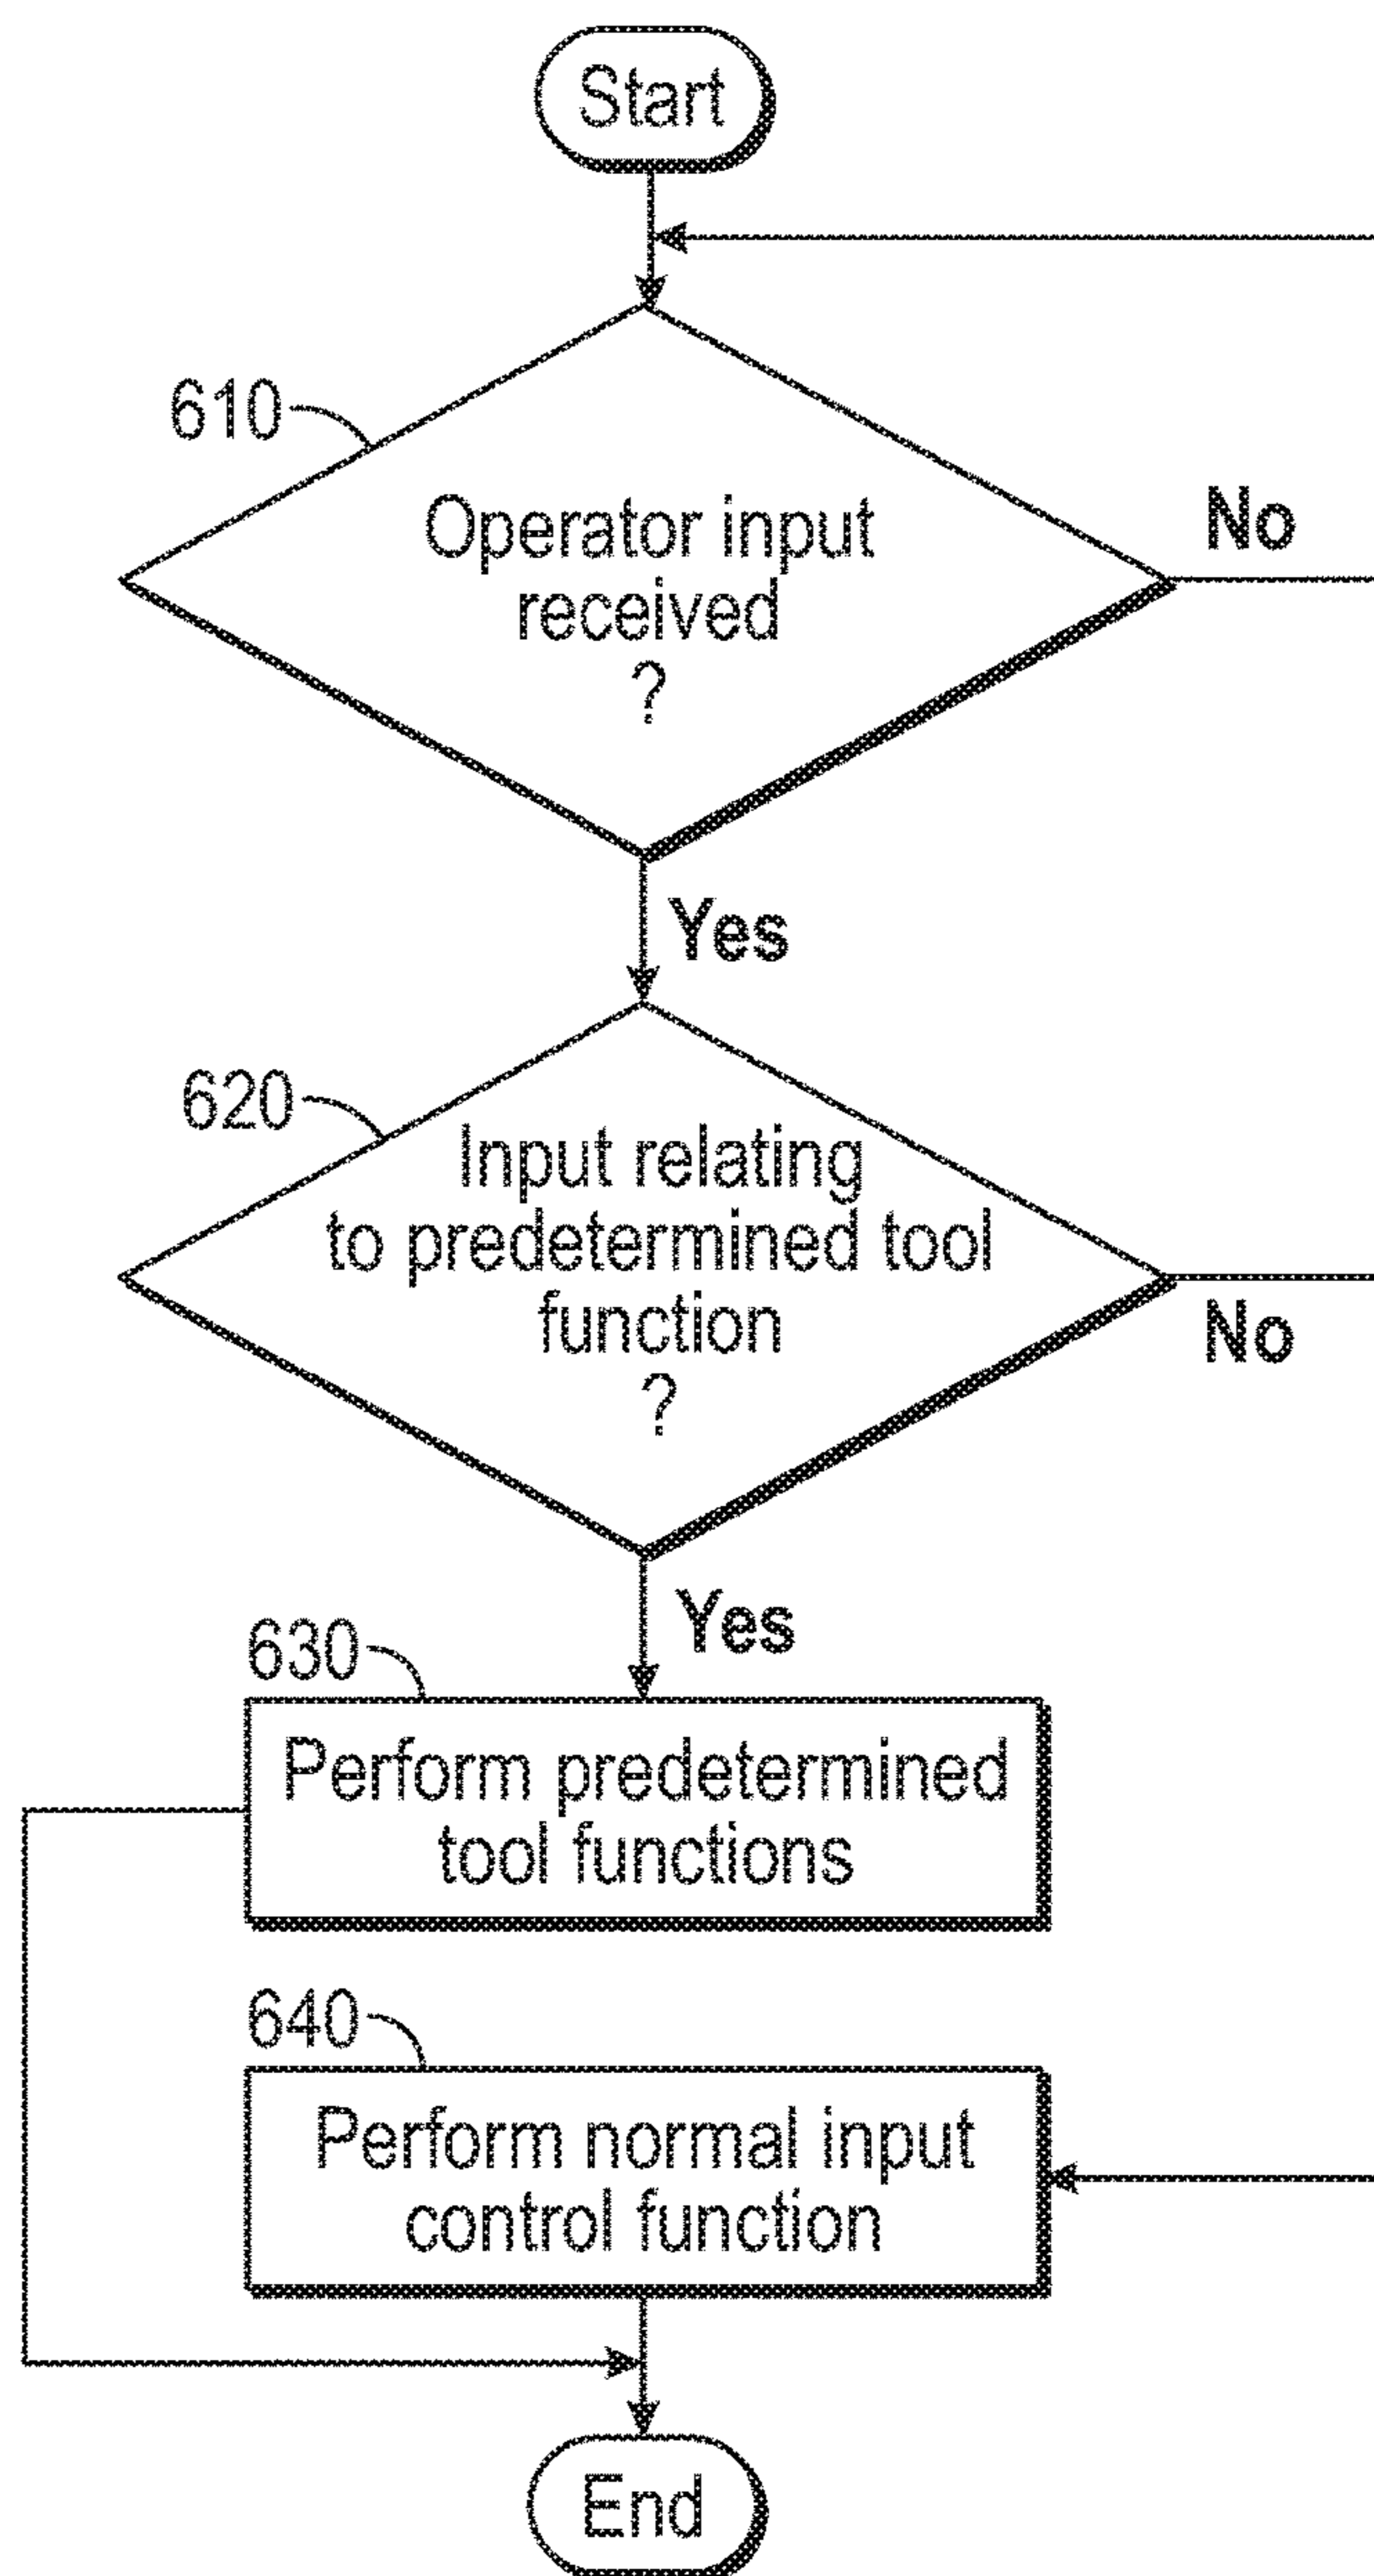 Start
610
Operator input
received
?
No
Yes
620
Input relating
to predetermined tool
function
?
No
Yes
630
Perform predetermined
tool functions
640
Perform normal input
control function
End